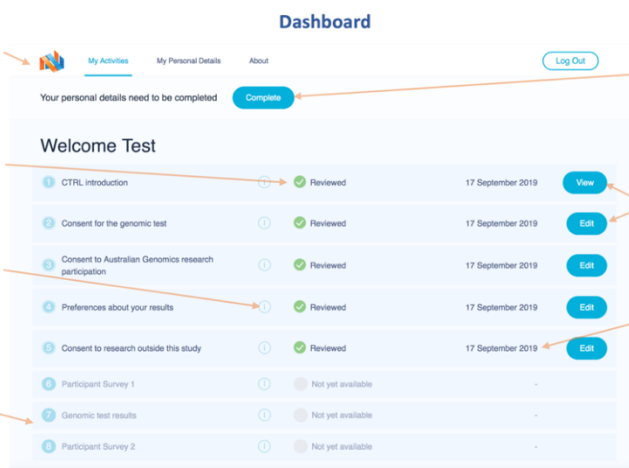 Dashboard
My Activities My Personal Details About Log Out
Your personal details need to be completed Complete
Welcome Test
1 CTRL introduction i Reviewed 17 September 2019 View
2 Consent for the genomic test i Reviewed 17 September 2019 Edit
3 Consent to Australian Genomics research
participation i Reviewed 17 September 2019 Edit
4 Preferences about your results i Reviewed 17 September 2019 Edit
5 Consent to research outside this study i Reviewed 17 September 2019 Edit
6 Participant Survey 1 i Not yet available -
7 Genomic test results i Not yet available -
8 Participant Survey 2 i Not yet available -